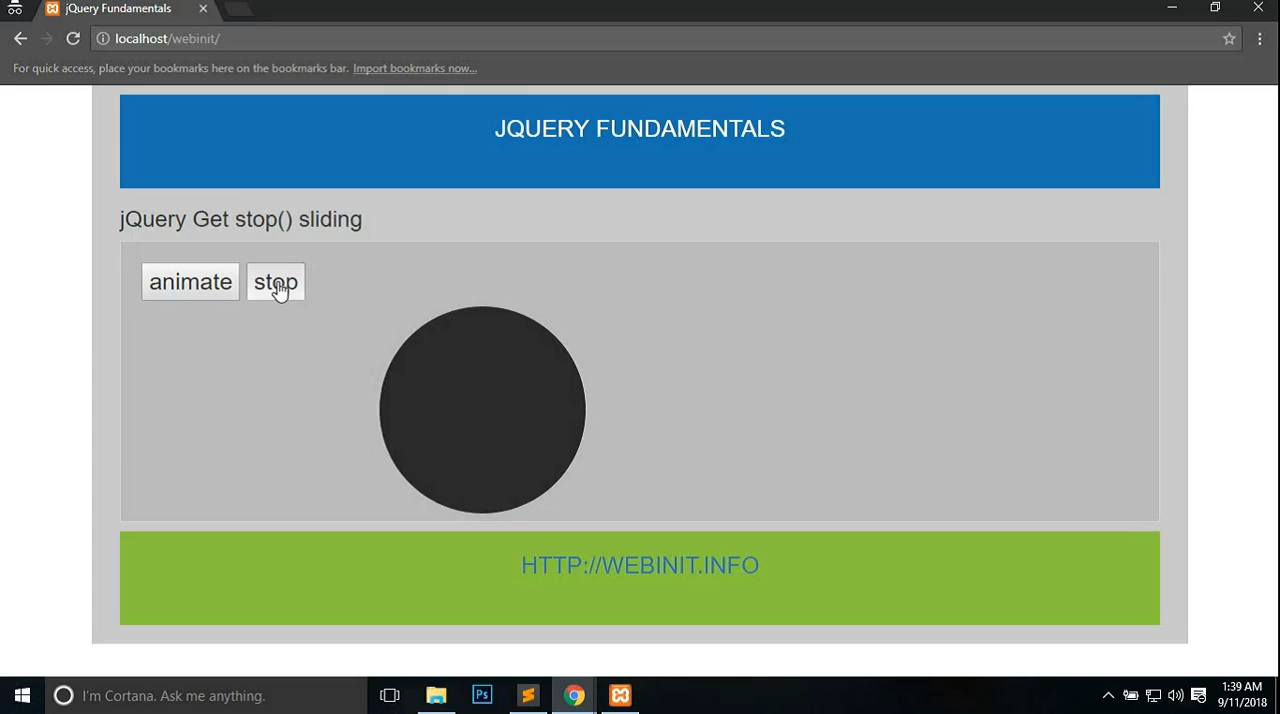 jQuery Fundamentals
localhost/webinit/
For quick access, place your bookmarks here on the bookmarks bar. Import bookmarks now...
JQUERY FUNDAMENTALS
jQuery Get stop() sliding
animate stop
HTTP://WEBINIT.INFO
I'm Cortana. Ask me anything.
Ps
1:39 AM
9/11/2018